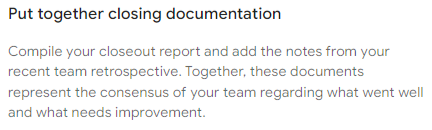 Put together closing documentation
Compile your closeout report and add the notes from your
recent team retrospective. Together, these documents
represent the consensus of your team regarding what went well
and what needs improvement.